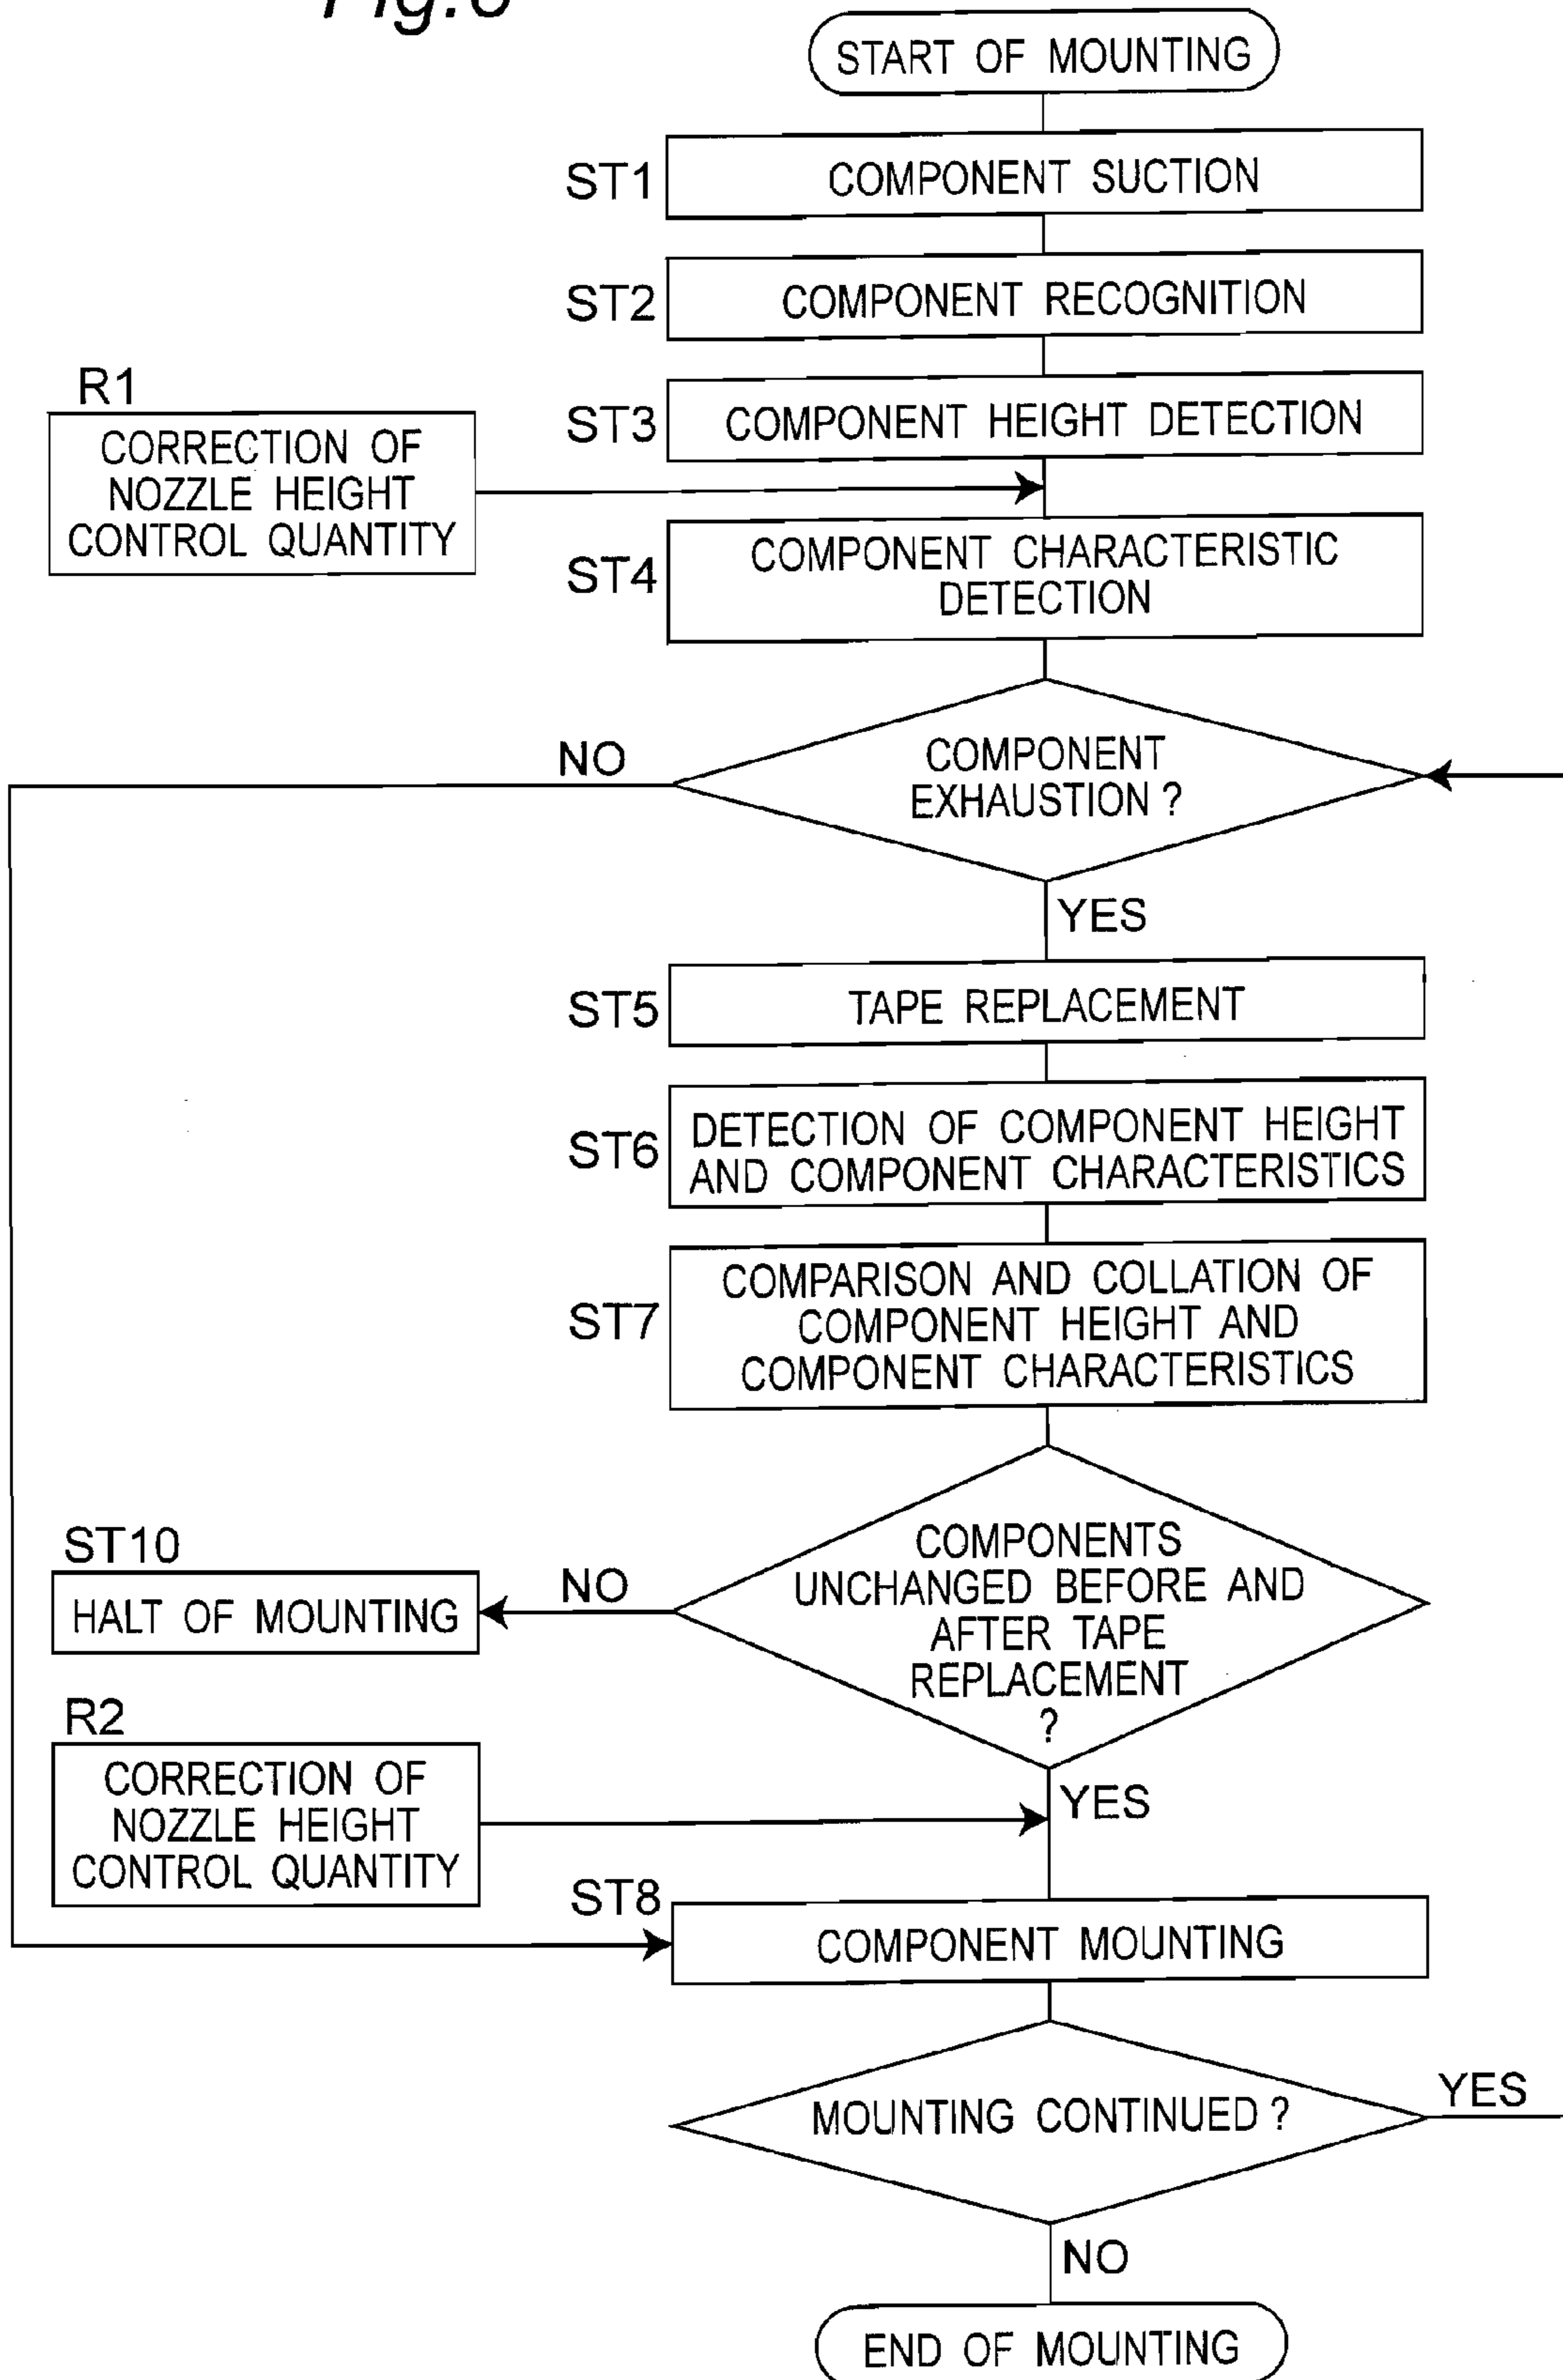 START OF MOUNTING
ST1
COMPONENT SUCTION
ST2
COMPONENT RECOGNITION
R1
CORRECTION OF
NOZZLE HEIGHT
CONTROL QUANTITY
ST3
COMPONENT HEIGHT DETECTION
ST4
COMPONENT CHARACTERISTIC
DETECTION
NO
COMPONENT
EXHAUSTION ?
YES
ST5
TAPE REPLACEMENT
ST6
DETECTION OF COMPONENT HEIGHT
AND COMPONENT CHARACTERISTICS
ST7
COMPARISON AND COLLATION OF
COMPONENT HEIGHT AND
COMPONENT CHARACTERISTICS
ST10
HALT OF MOUNTING
NO
COMPONENTS
UNCHANGED BEFORE AND
AFTER TAPE
REPLACEMENT
?
R2
CORRECTION OF
NOZZLE HEIGHT
CONTROL QUANTITY
YES
ST8
COMPONENT MOUNTING
MOUNTING CONTINUED ?
YES
NO
END OF MOUNTING